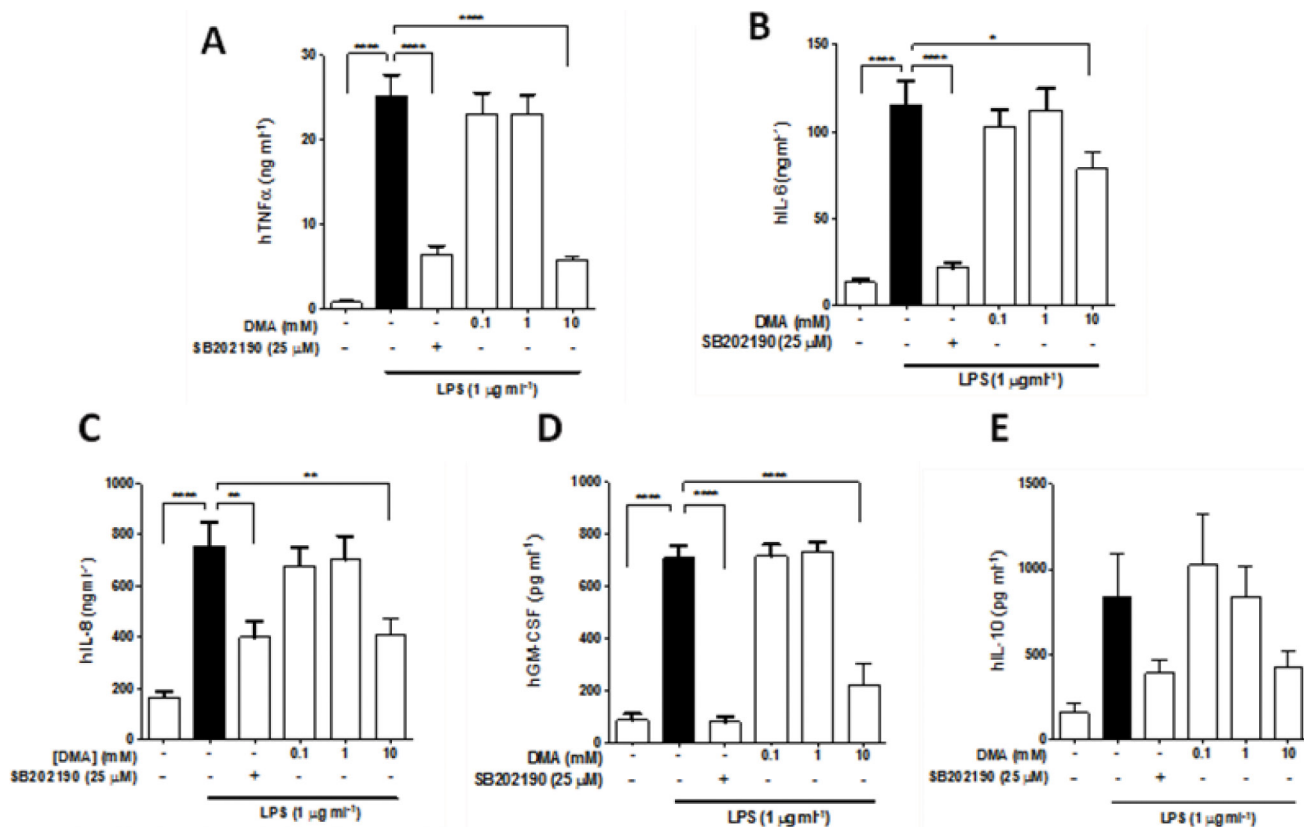 A
****
**** ****
30
20
10
0
hTNFα (ng ml⁻¹)
DMA (mM) - - - 0.1 1 10
SB202190 (25 μM) - - + - - -
LPS (1 μg ml⁻¹)
B
*
**** ****
150
100
50
0
hIL-6 (ngml⁻¹)
DMA (mM) - - - 0.1 1 10
SB202190 (25 μM) - - + - - -
LPS (1 μgml⁻¹)
C
**
**** **
1000
800
600
400
200
0
hIL-8 (ngml⁻¹)
[DMA] (mM) - - - 0.1 1 10
SB202190 (25 μM) - - + - - -
LPS (1 μg ml⁻¹)
D
****
**** ****
1000
800
600
400
200
0
hGM-CSF (pg ml⁻¹)
DMA (mM) - - - 0.1 1 10
SB202190 (25 μM) - - + - - -
LPS (1 μg ml⁻¹)
E
1500
1000
500
0
hIL-10 (pg ml⁻¹)
DMA (mM) - - - 0.1 1 10
SB202190 (25 μM) - - + - - -
LPS (1 μg ml⁻¹)